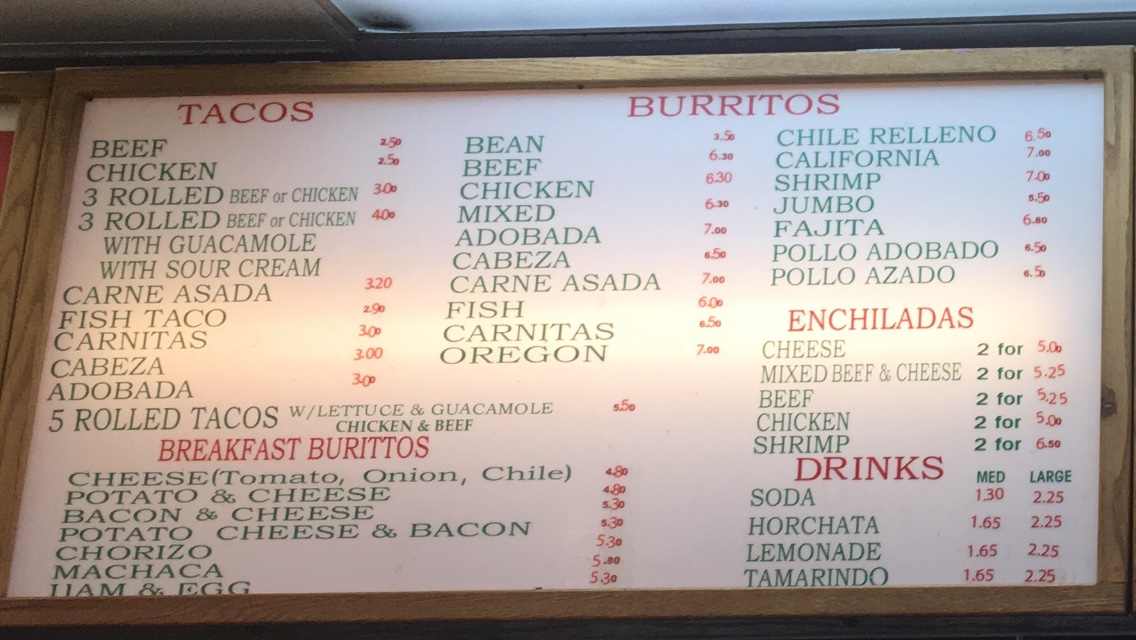 TACOS
BEEF 2.50
CHICKEN 2.50
3 ROLLED BEEF or CHICKEN 3.00
3 ROLLED BEEF or CHICKEN 4.00
WITH GUACAMOLE
WITH SOUR CREAM
CARNE ASADA 3.20
FISH TACO 2.90
CARNITAS 3.00
CABEZA 3.00
ADOBADA 3.00
5 ROLLED TACOS W/LETTUCE & GUACAMOLE 5.50
CHICKEN & BEEF
BREAKFAST BURITTOS
CHEESE(Tomato, Onion, Chile) 4.80
POTATO & CHEESE 4.80
BACON & CHEESE 5.30
POTATO CHEESE & BACON 5.30
CHORIZO 5.30
MACHACA 5.80
HAM & EGG 5.30
BURRITOS
BEAN 3.50
BEEF 6.30
CHICKEN 6.30
MIXED 6.30
ADOBADA 7.00
CABEZA 6.50
CARNE ASADA 7.00
FISH 6.00
CARNITAS 6.50
OREGON 7.00
CHILE RELLENO 6.50
CALIFORNIA 7.00
SHRIMP 7.00
JUMBO 5.50
FAJITA 6.80
POLLO ADOBADO 6.50
POLLO AZADO 6.50
ENCHILADAS
CHEESE 2 for 5.00
MIXED BEEF & CHEESE 2 for 5.25
BEEF 2 for 5.25
CHICKEN 2 for 5.00
SHRIMP 2 for 6.50
DRINKS MED LARGE
SODA 1.30 2.25
HORCHATA 1.65 2.25
LEMONADE 1.65 2.25
TAMARINDO 1.65 2.25